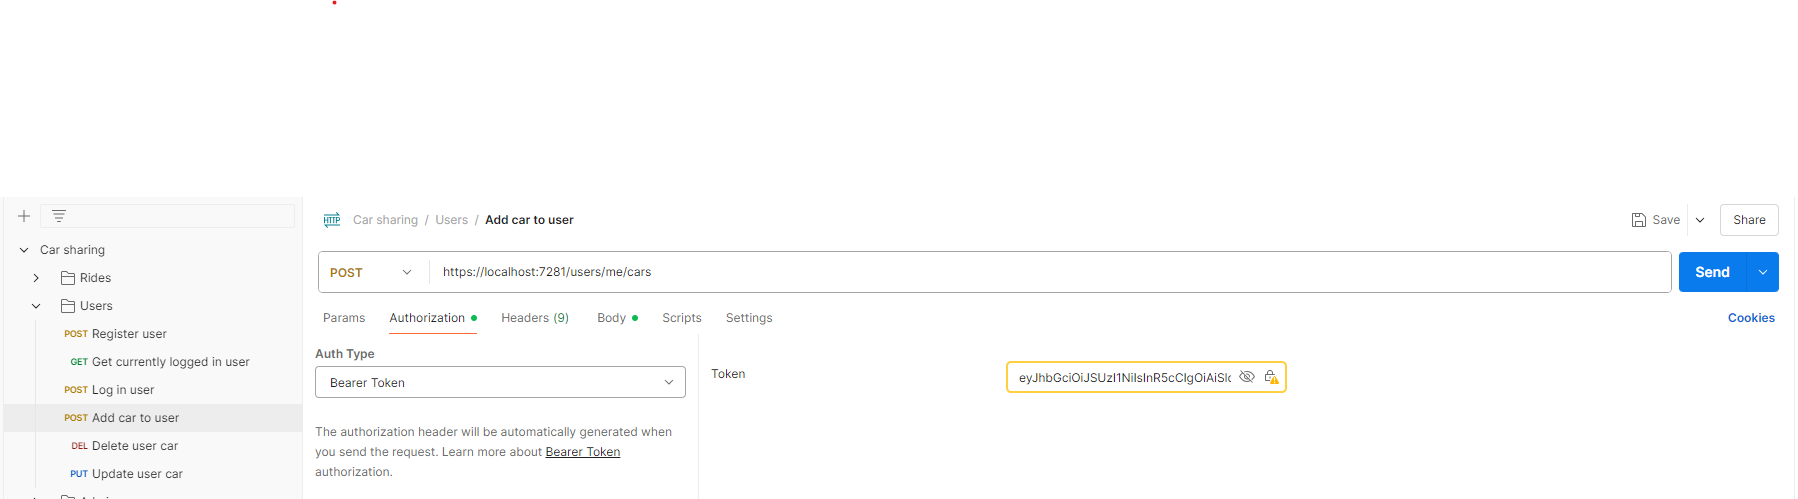 Car sharing
Rides
Users
POST Register user
GET Get currently logged in user
POST Log in user
POST Add car to user
DEL Delete user car
PUT Update user car
HTTP Car sharing / Users / Add car to user
Save
Share
POST https://localhost:7281/users/me/cars
Send
Params Authorization Headers (9) Body Scripts Settings
Cookies
Auth Type
Bearer Token
The authorization header will be automatically generated when
you send the request. Learn more about Bearer Token
authorization.
Token